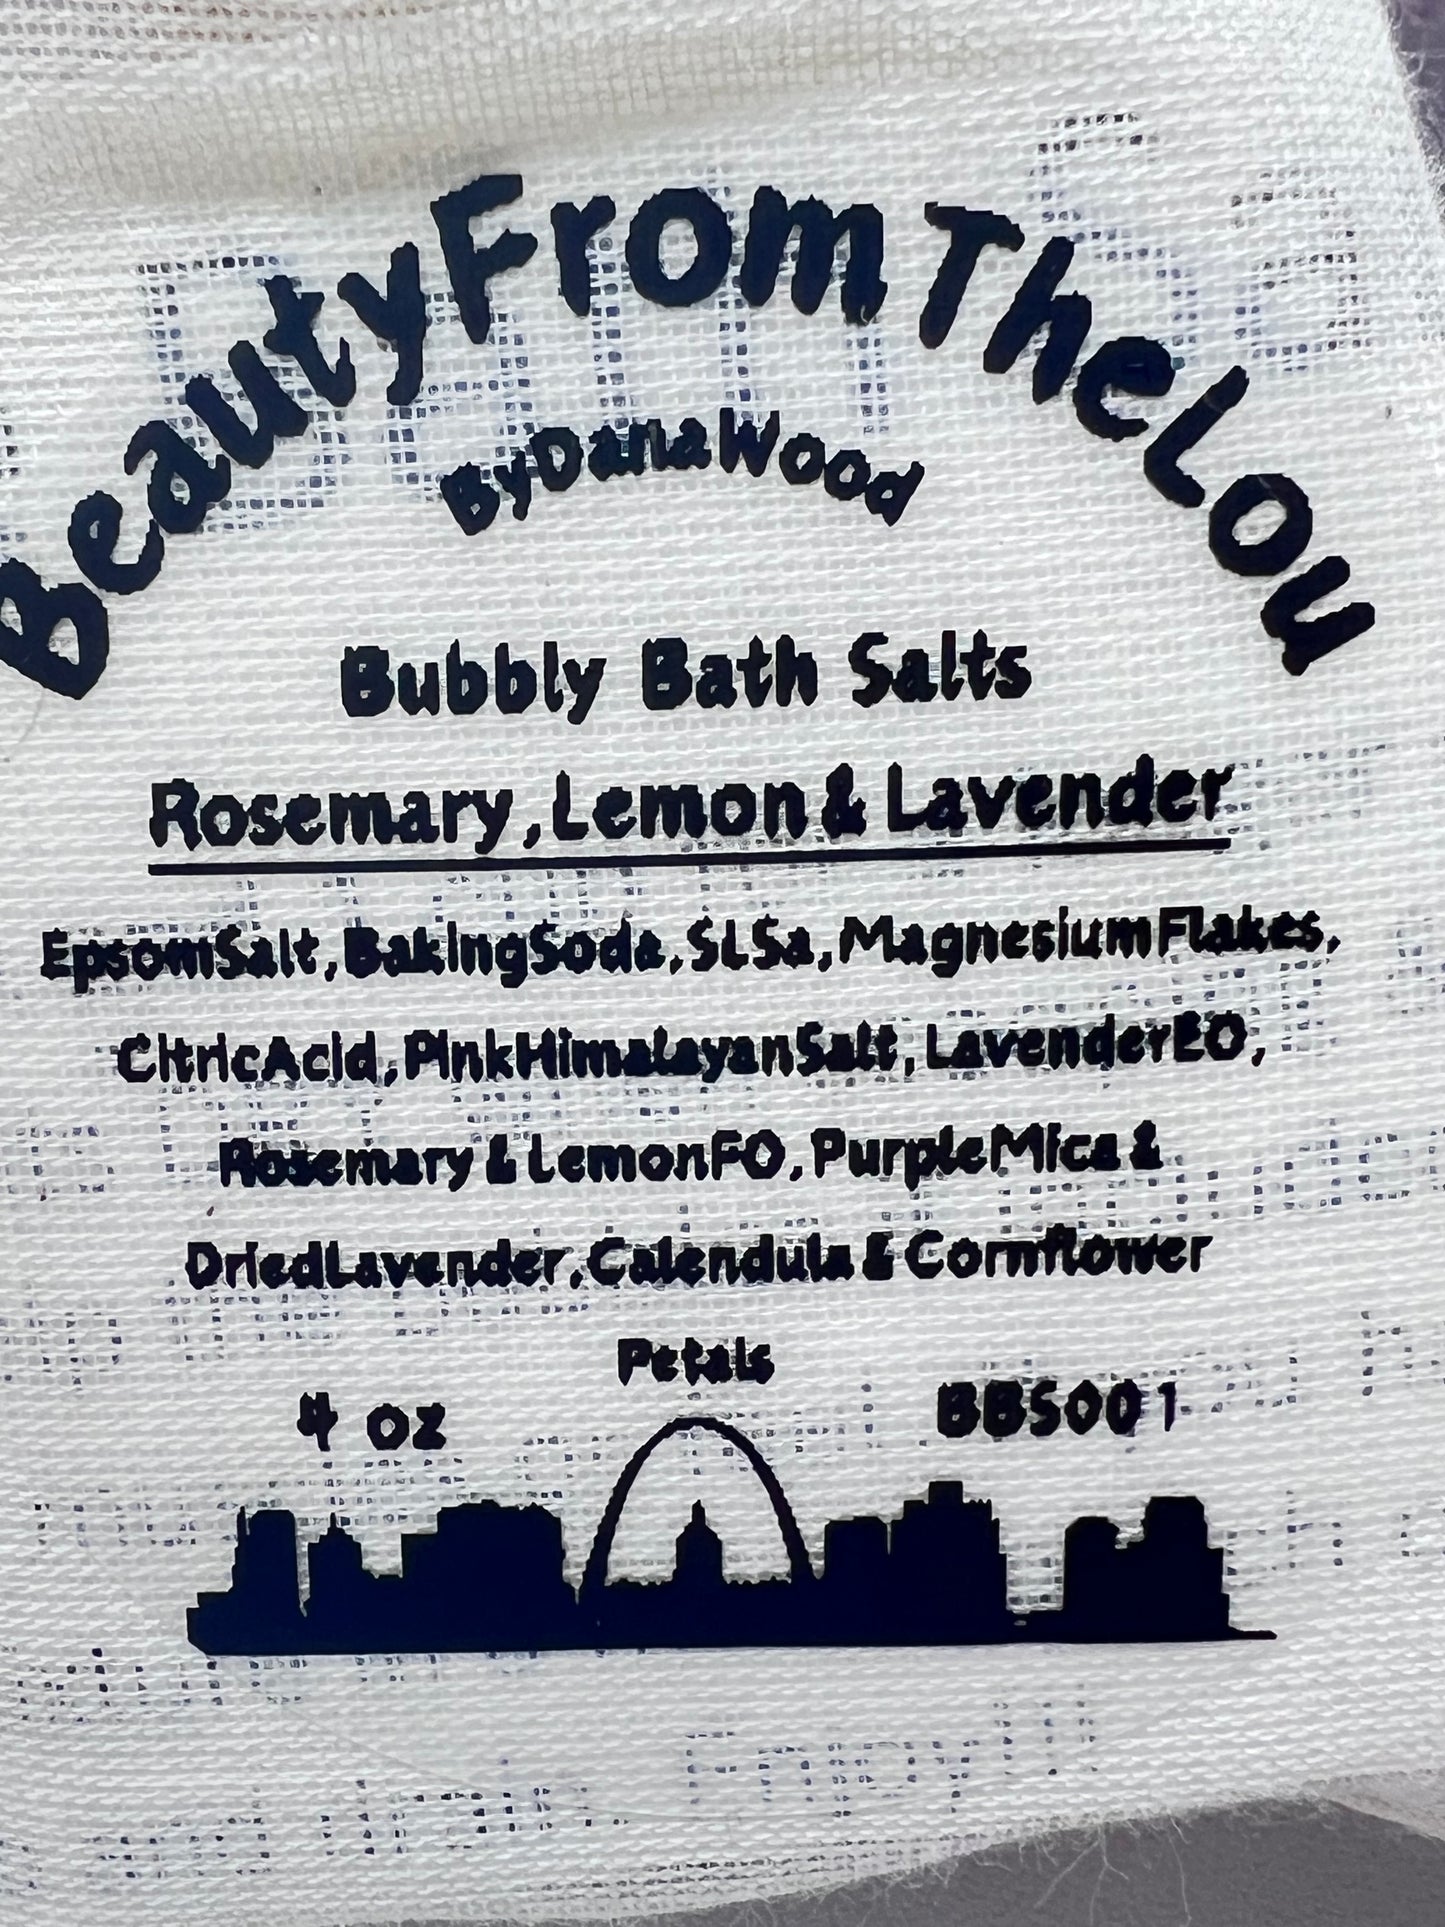 BeautyFromTheLou
ByDanaWood
Bubbly Bath Salts
Rosemary, Lemon & Lavender
EpsomSalt, BakingSoda, SLSa, MagnesiumFlakes,
CitricAcid, PinkHimalayanSalt, LavenderEO,
Rosemary & LemonFO, PurpleMica &
DriedLavender, Calendula & Cornflower
Petals
4 oz
BBS001
Enjoy!!